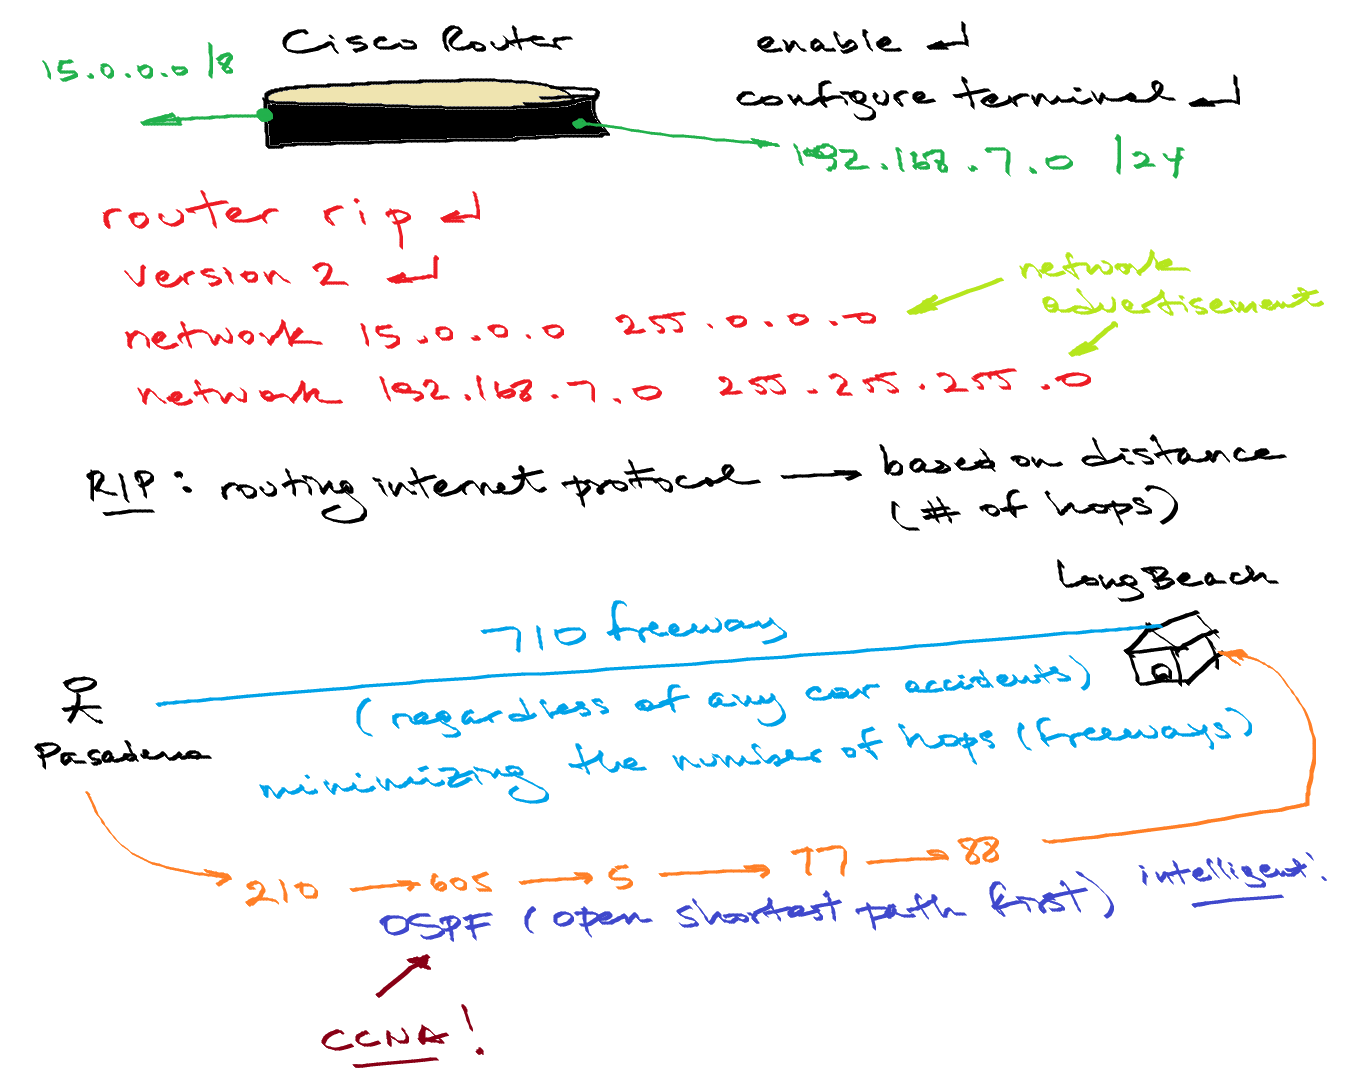 Cisco Router
enable ↵
15.0.0.0 /8
configure terminal ↵
192.168.7.0 /24
router rip ↵
version 2 ↵
network
advertisement
network 15.0.0.0 255.0.0.0
network 192.168.7.0 255.255.255.0
RIP : routing internet protocol → based on distance
(# of hops)
Long Beach
710 freeway
(regardless of any car accidents)
Pasadena
minimizing the number of hops (freeways)
210 → 605 → 5 → 77 → 88
intelligent!
OSPF (open shortest path first)
CCNA!